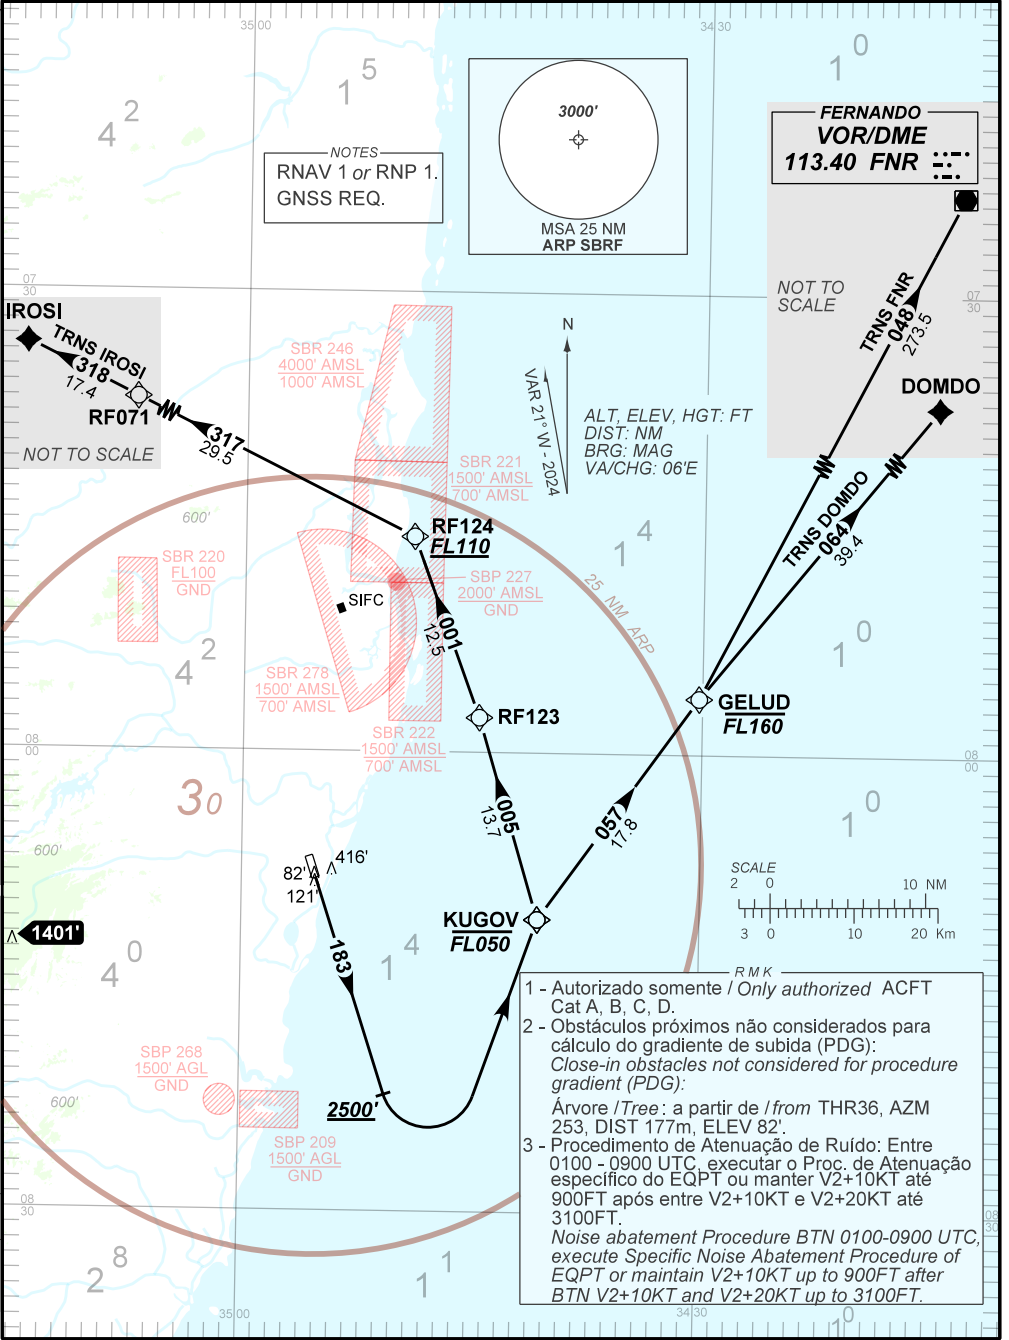 35 00
34 30
1 0
1 5
4 2
NOTES
RNAV 1 or RNP 1.
GNSS REQ.
3000'
MSA 25 NM
ARP SBRF
FERNANDO
VOR/DME
113.40 FNR
NOT TO
SCALE
TRNS FNR
048
273.5
DOMDO
07
30
07
30
IROSI
TRNS IROSI
318
17.4
RF071
NOT TO SCALE
317
29.5
SBR 246
4000' AMSL
1000' AMSL
N
VAR 21° W - 2024
ALT, ELEV, HGT: FT
DIST: NM
BRG: MAG
VA/CHG: 06'E
SBR 221
1500' AMSL
700' AMSL
TRNS DOMDO
064
39.4
600'
RF124
FL110
1 4
SBR 220
FL100
GND
SBP 227
2000' AMSL
GND
25 NM ARP
SIFC
001
12.5
4 2
1 0
SBR 278
1500' AMSL
700' AMSL
GELUD
FL160
RF123
SBR 222
1500' AMSL
700' AMSL
08
00
08
00
30
005
13.7
057
17.8
1 0
600'
82'
416'
121'
SCALE
2 0 10 NM
3 0 10 20 Km
KUGOV
FL050
1401'
183
4 0
1 4
SBP 268
1500' AGL
GND
600'
2500'
SBP 209
1500' AGL
GND
08
30
08
30
RMK
1 - Autorizado somente / Only authorized ACFT
Cat A, B, C, D.
2 - Obstáculos próximos não considerados para
cálculo do gradiente de subida (PDG):
Close-in obstacles not considered for procedure
gradient (PDG):
Árvore / Tree: a partir de / from THR36, AZM
253, DIST 177m, ELEV 82'.
3 - Procedimento de Atenuação de Ruído: Entre
0100 - 0900 UTC, executar o Proc. de Atenuação
específico do EQPT ou manter V2+10KT até
900FT após entre V2+10KT e V2+20KT até
3100FT.
Noise abatement Procedure BTN 0100-0900 UTC,
execute Specific Noise Abatement Procedure of
EQPT or maintain V2+10KT up to 900FT after
BTN V2+10KT and V2+20KT up to 3100FT.
2 8
1 1
35 00
34 30
1 0